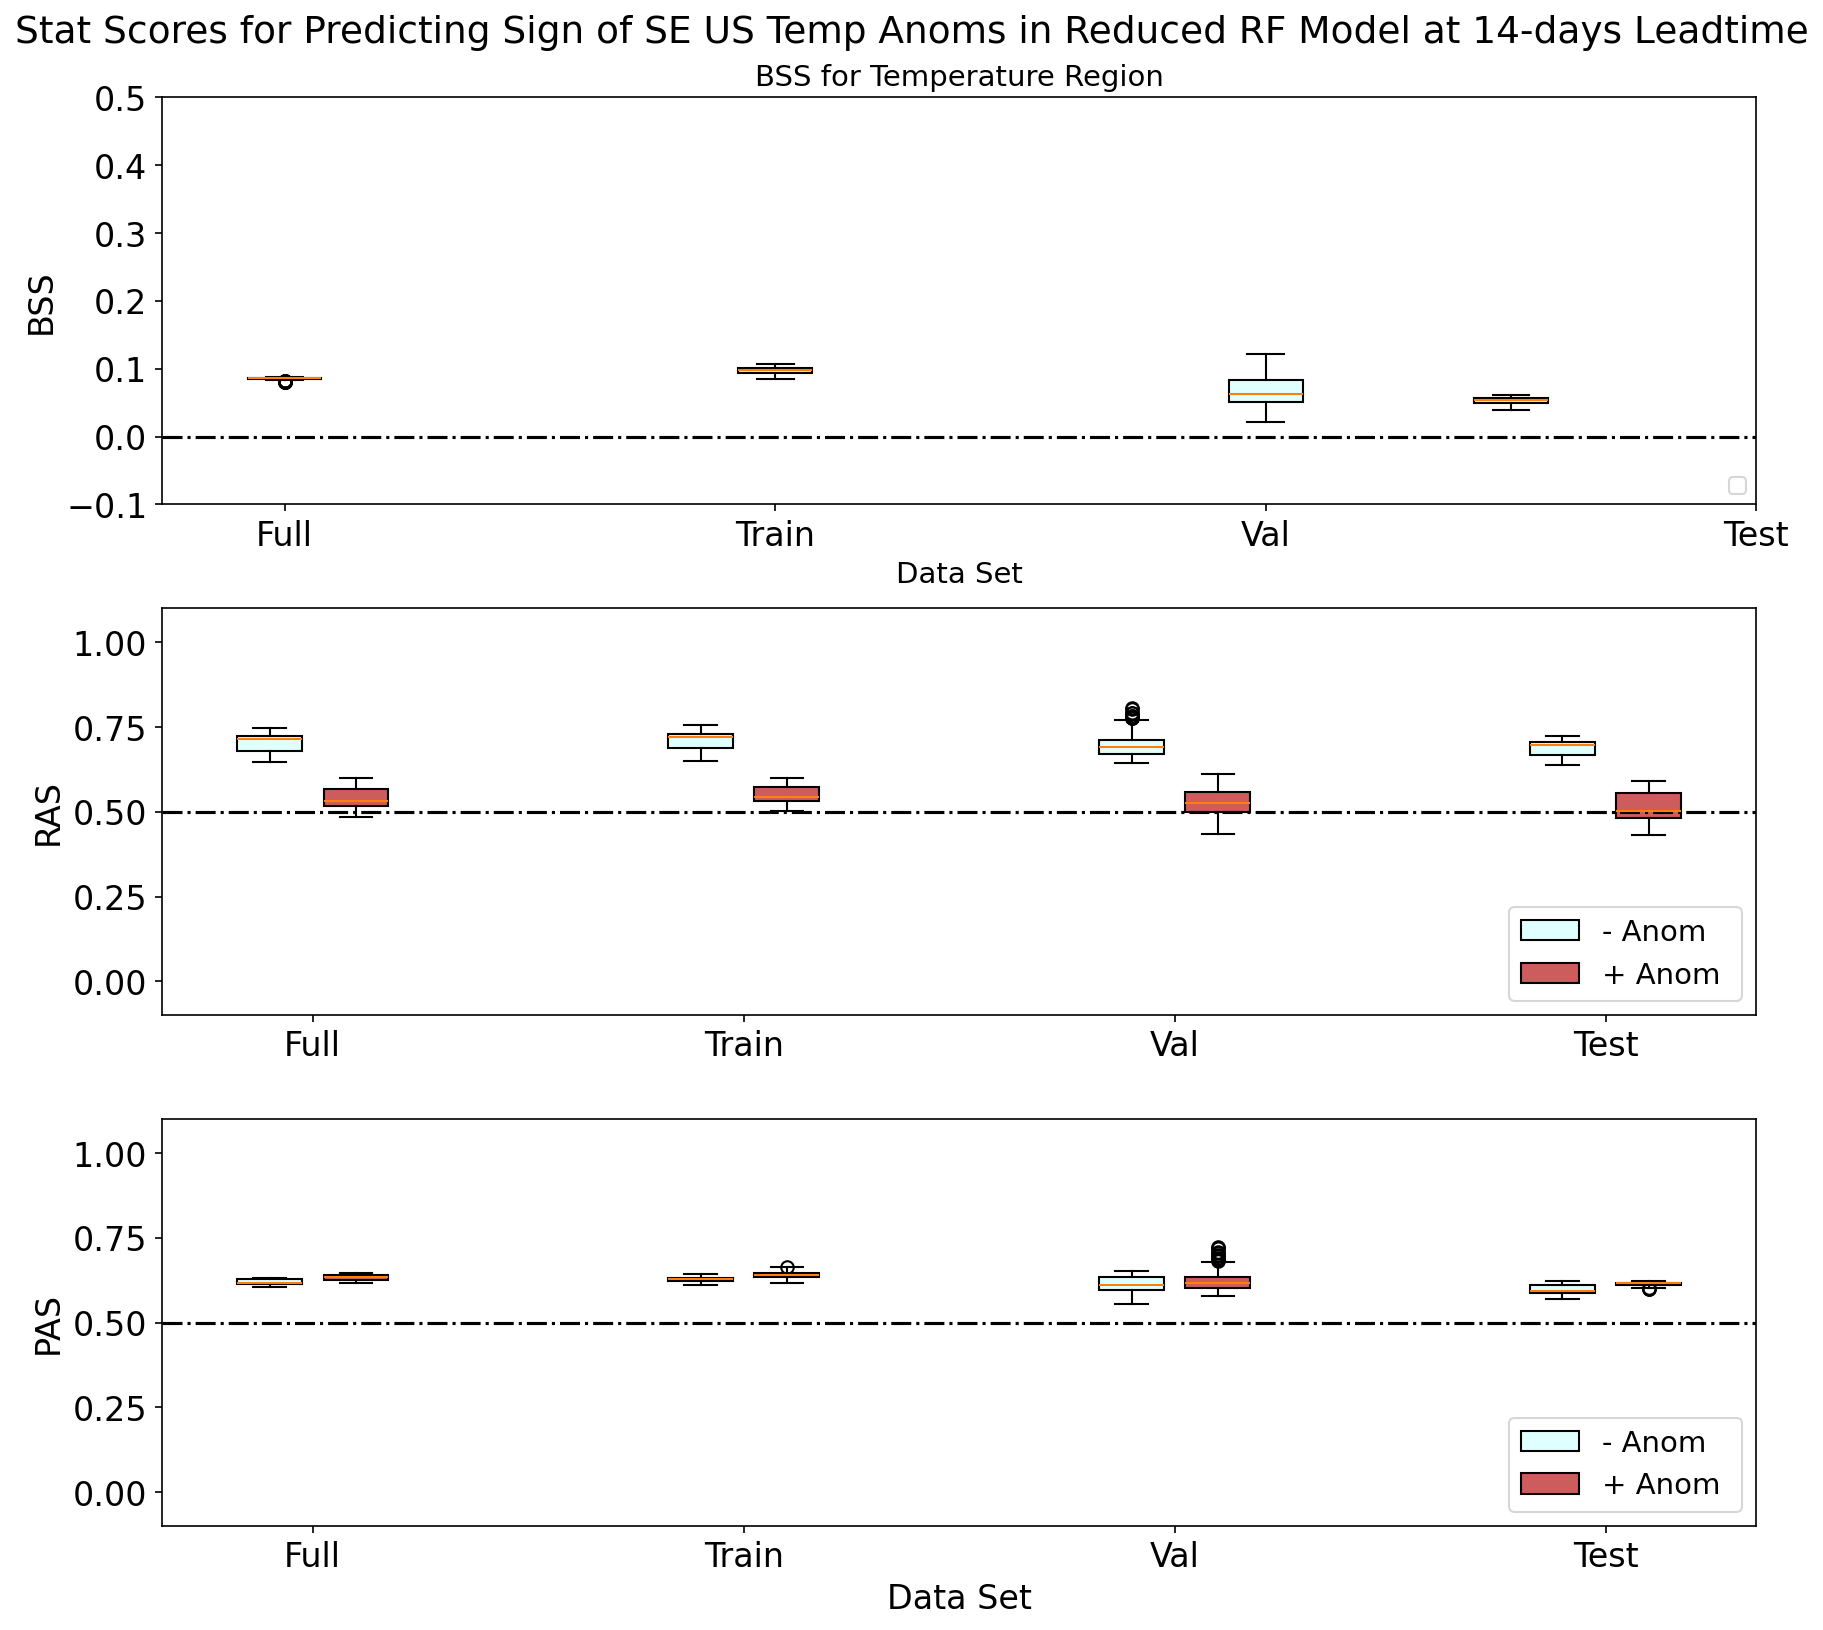 Stat Scores for Predicting Sign of SE US Temp Anoms in Reduced RF Model at 14-days Leadtime
BSS for Temperature Region
0.5
0.4
0.3
0.2
0.1
0.0
−0.1
BSS
Full Train Val Test
Data Set
1.00
0.75
0.50
0.25
0.00
RAS
- Anom
+ Anom
Full Train Val Test
1.00
0.75
0.50
0.25
0.00
PAS
- Anom
+ Anom
Full Train Val Test
Data Set